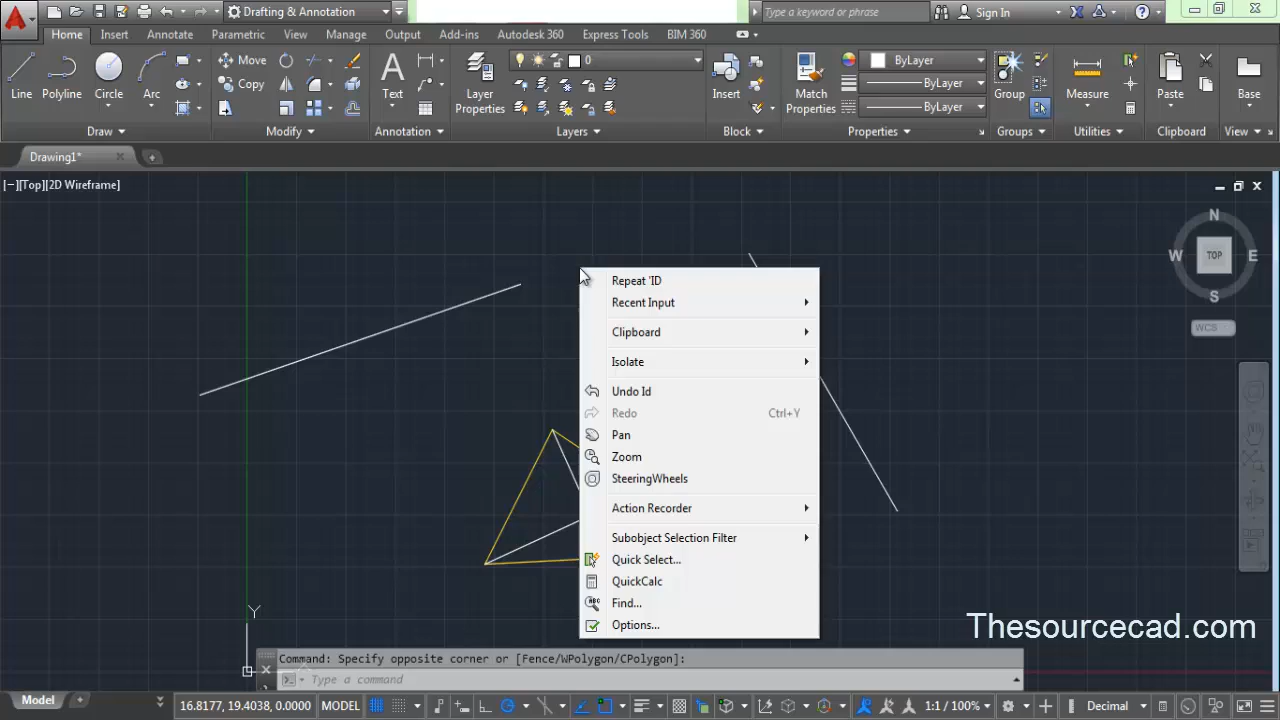 Drafting & Annotation
Type a keyword or phrase
Sign In
Home Insert Annotate Parametric View Manage Output Add-ins Autodesk 360 Express Tools BIM 360
Move
Copy
0
ByLayer
ByLayer
ByLayer
Line Polyline Circle Arc
Text
Layer Properties
Insert
Match Properties
Group
Measure
Paste
Base
Draw Modify Annotation Layers Block Properties Groups Utilities Clipboard View
Drawing1*
[−][Top][2D Wireframe]
N
W TOP E
S
WCS
Repeat 'ID
Recent Input
Clipboard
Isolate
Undo Id
Redo Ctrl+Y
Pan
Zoom
SteeringWheels
Action Recorder
Subobject Selection Filter
Quick Select...
QuickCalc
Find...
Options...
Y
Thesourcecad.com
Command: Specify opposite corner or [Fence/WPolygon/CPolygon]:
Type a command
Model
16.8177, 19.4038, 0.0000 MODEL 1:1 / 100% Decimal